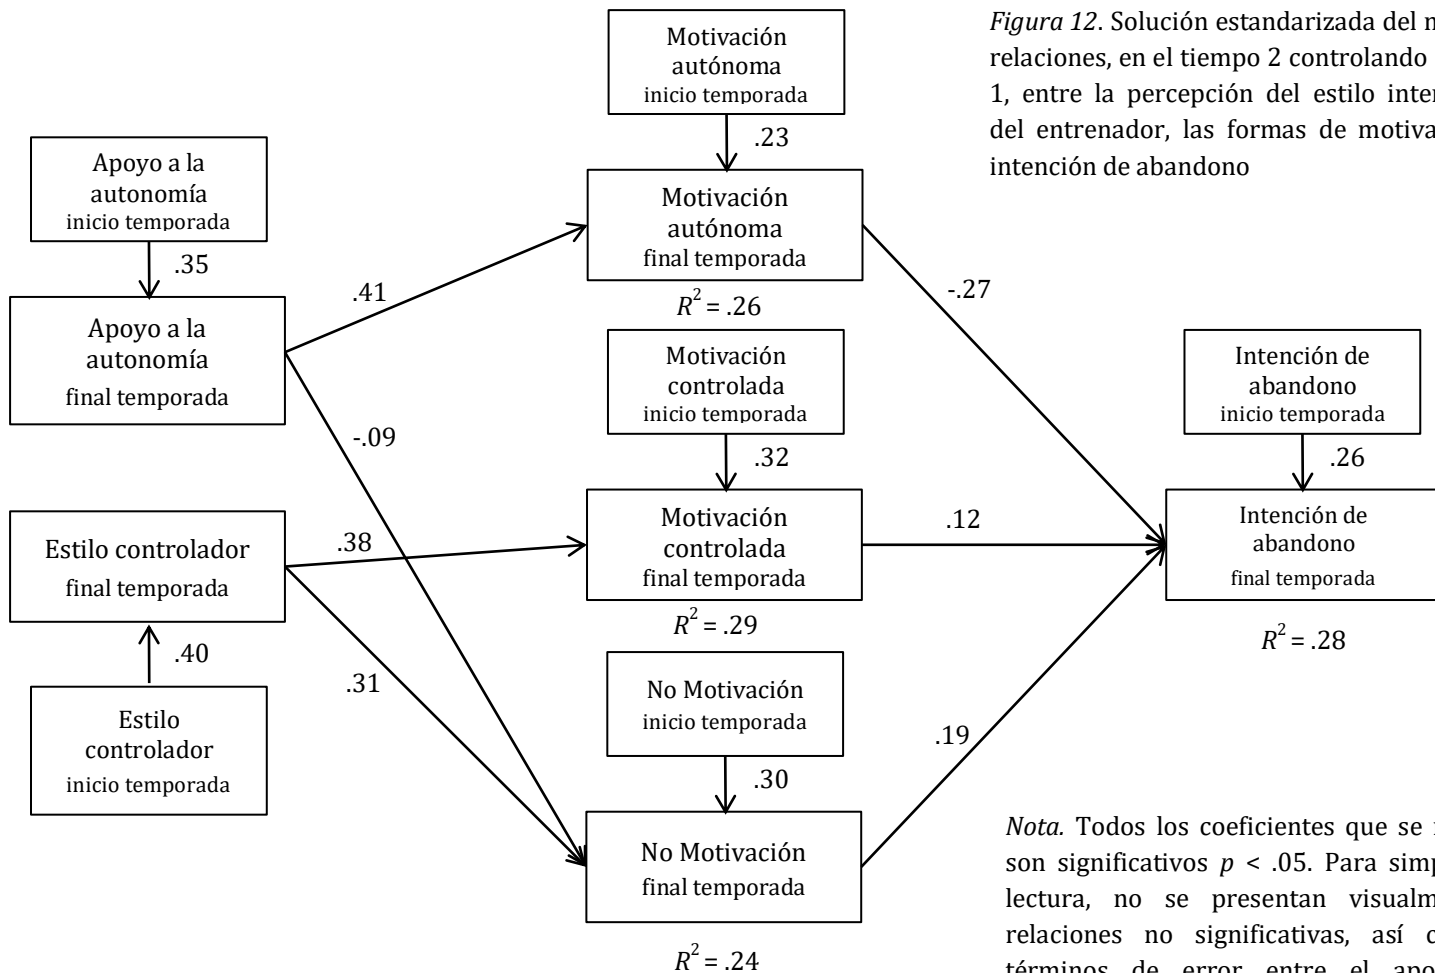 Figura 12. Solución estandarizada del
relaciones, en el tiempo 2 controlando
1, entre la percepción del estilo
del entrenador, las formas de
intención de abandono
Motivación
autónoma
inicio temporada
.23
Apoyo a la
autonomía
inicio temporada
.35
Motivación
autónoma
final temporada
R² = .26
.41
-.27
Apoyo a la
autonomía
final temporada
Motivación
controlada
inicio temporada
.32
Intención de
abandono
inicio temporada
.26
-.09
Estilo controlador
final temporada
.38
Motivación
controlada
final temporada
R² = .29
.12
Intención de
abandono
final temporada
R² = .28
.40
.31
Estilo
controlador
inicio temporada
No Motivación
inicio temporada
.30
.19
No Motivación
final temporada
R² = .24
Nota. Todos los coeficientes que se
son significativos p < .05. Para
lectura, no se presentan
relaciones no significativas, así
términos de error entre el